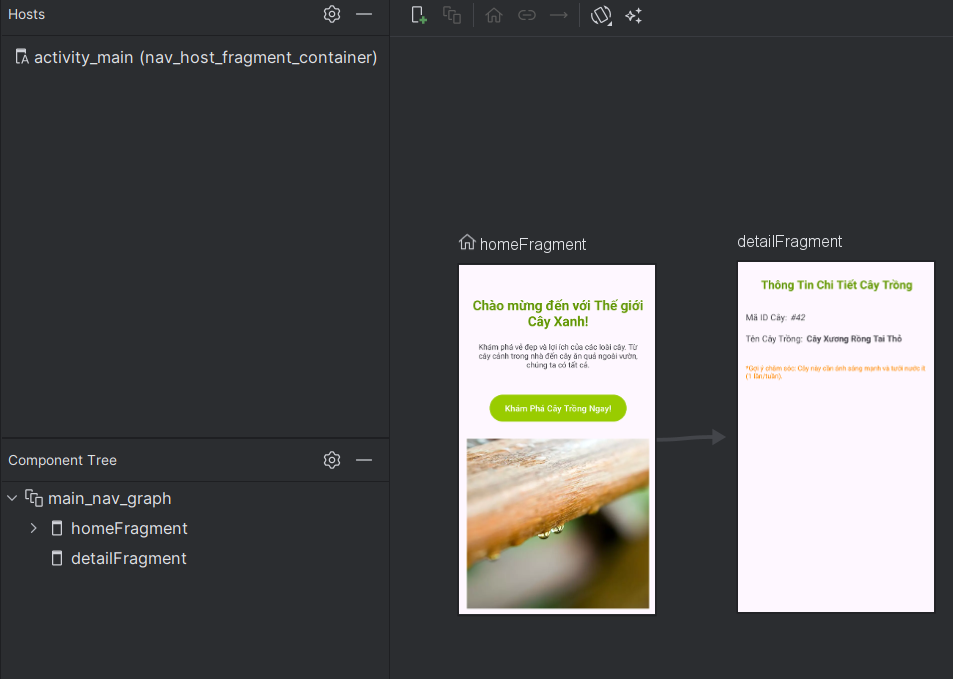 Hosts
activity_main (nav_host_fragment_container)
Component Tree
main_nav_graph
homeFragment
detailFragment
homeFragment
Chào mừng đến với Thế giới
Cây Xanh!
Khám phá vẻ đẹp và lợi ích của các loài cây. Từ
cây cảnh trong nhà đến cây ăn quả ngoài vườn,
chúng ta có tất cả.
Khám Phá Cây Trồng Ngay!
detailFragment
Thông Tin Chi Tiết Cây Trồng
Mã ID Cây: #42
Tên Cây Trồng: Cây Xương Rồng Tai Thỏ
*Gợi ý chăm sóc: Cây này cần ánh sáng mạnh và tưới nước ít
(1 lần/tuần).